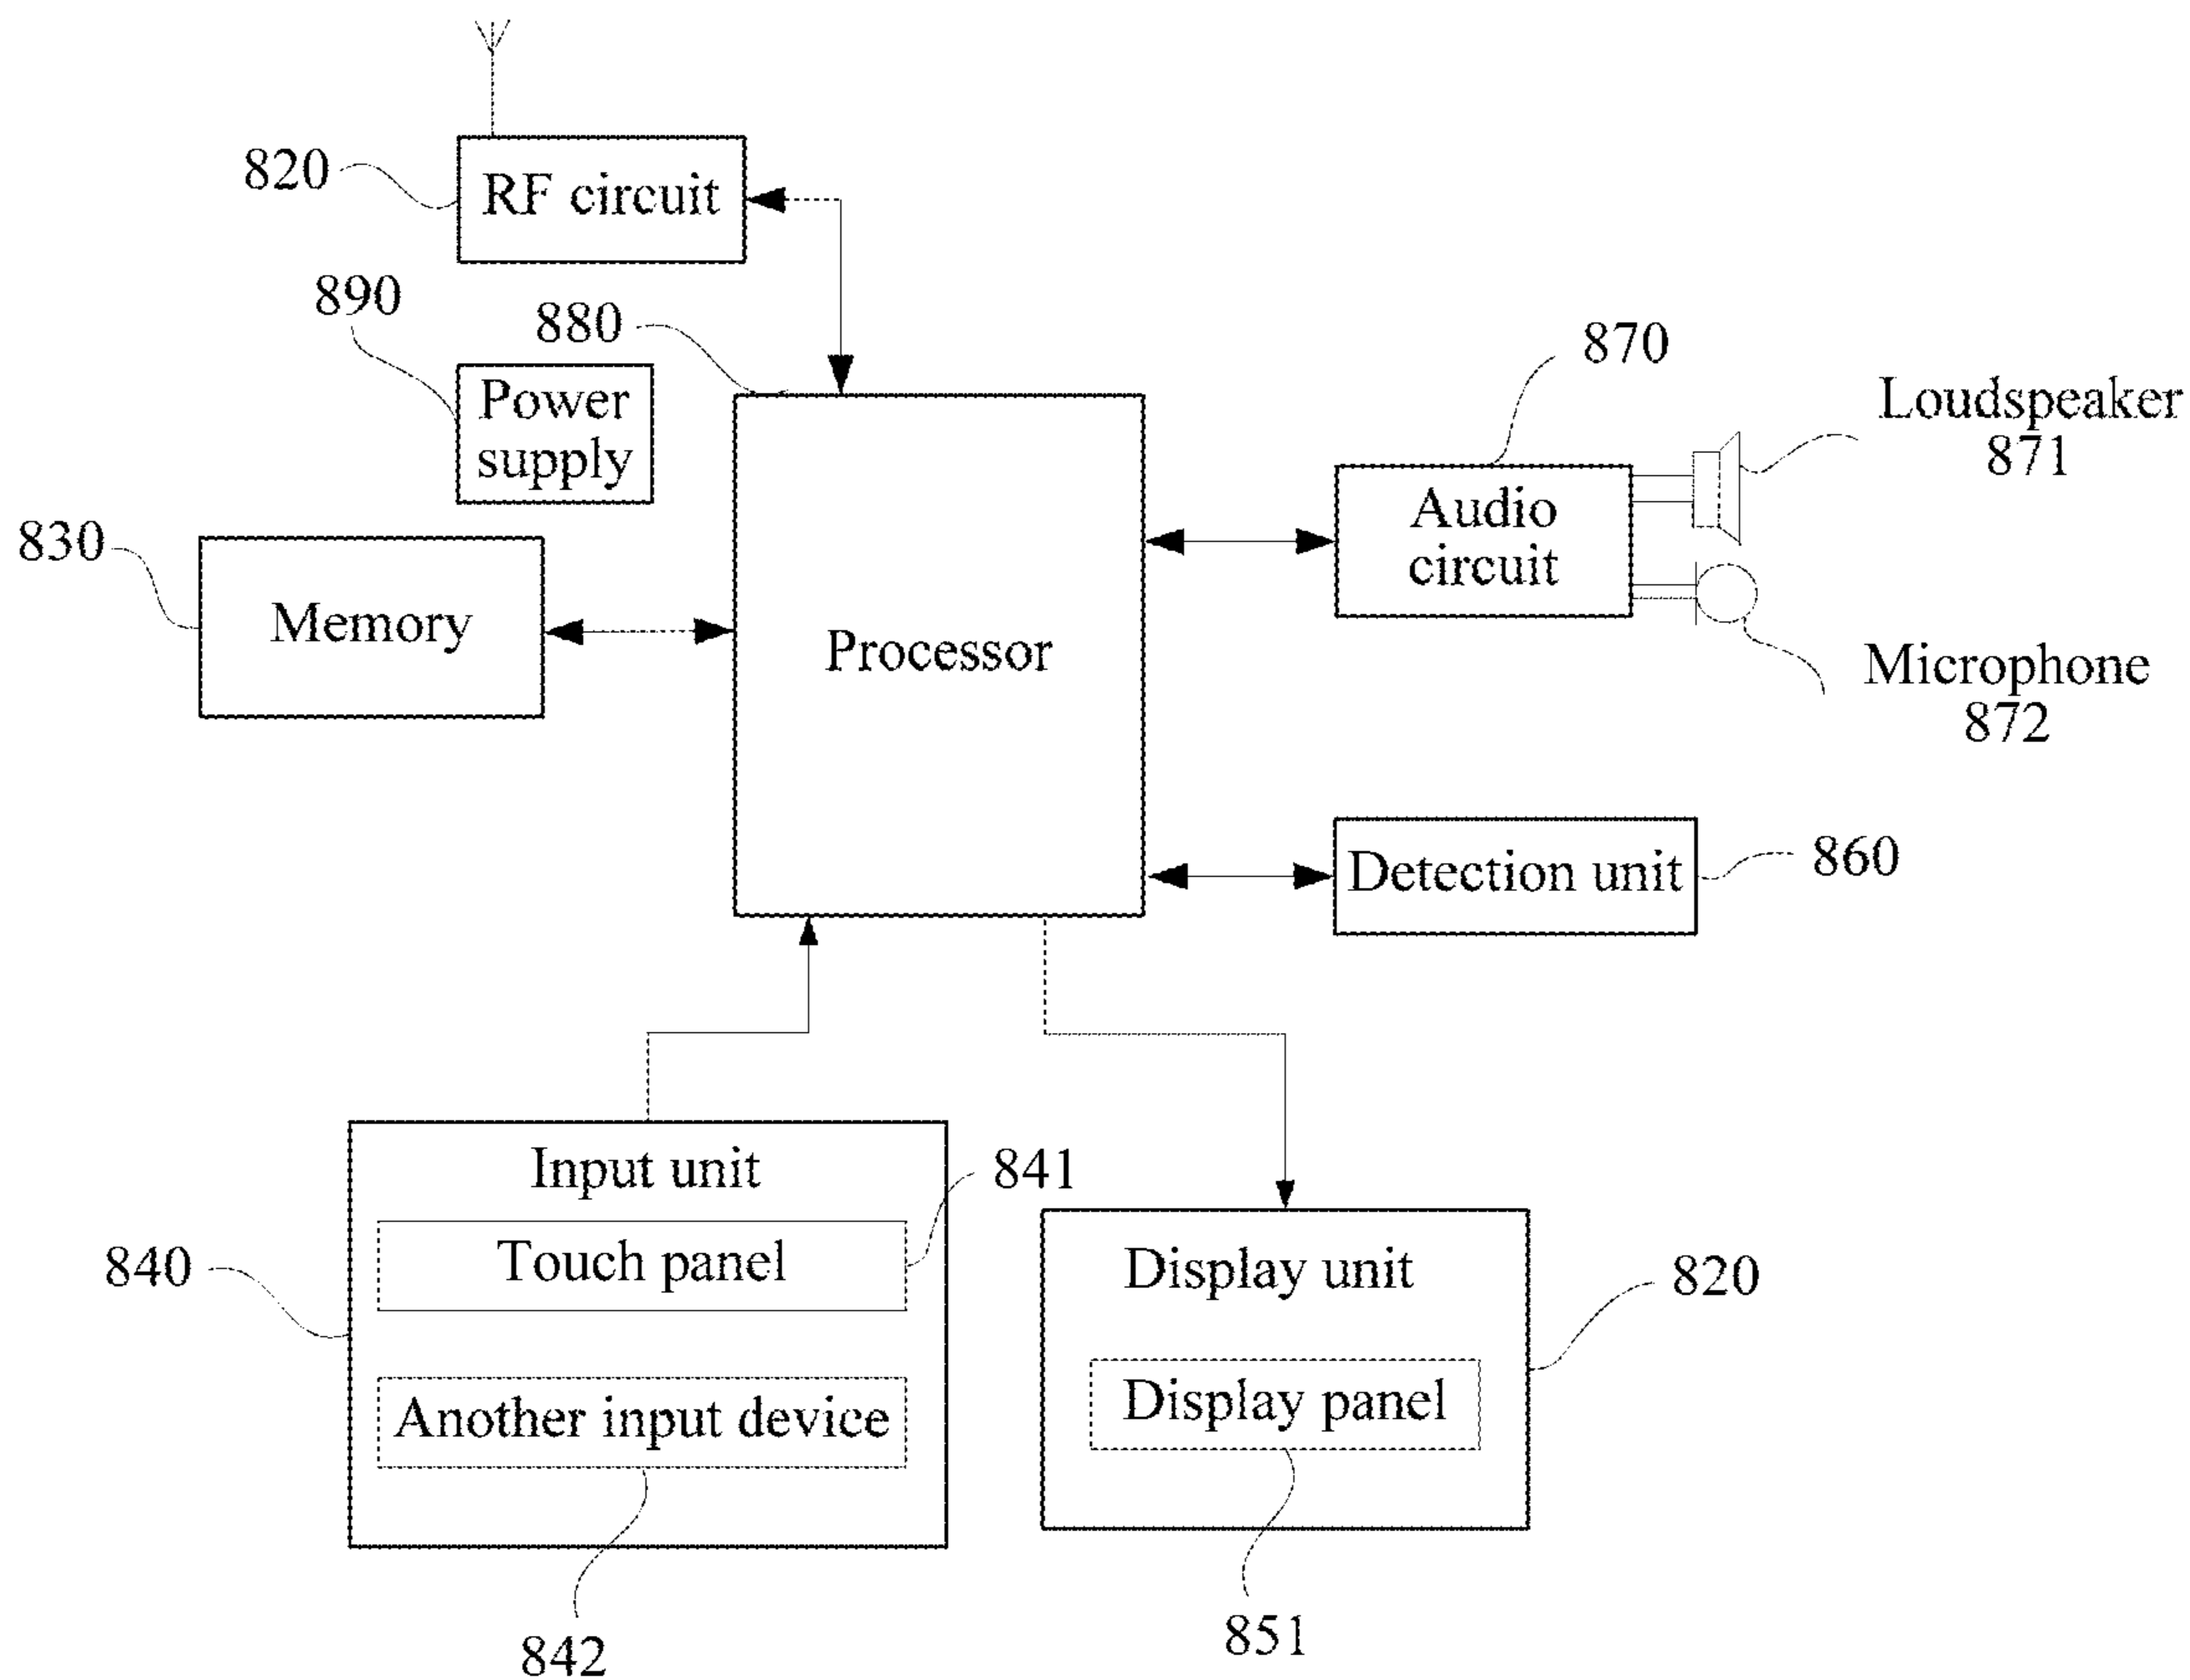 820
RF circuit
890
880
Power
supply
870
Loudspeaker
871
Audio
circuit
830
Memory
Processor
Microphone
872
Detection unit
860
Input unit
841
Touch panel
840
Another input device
842
Display unit
820
Display panel
851